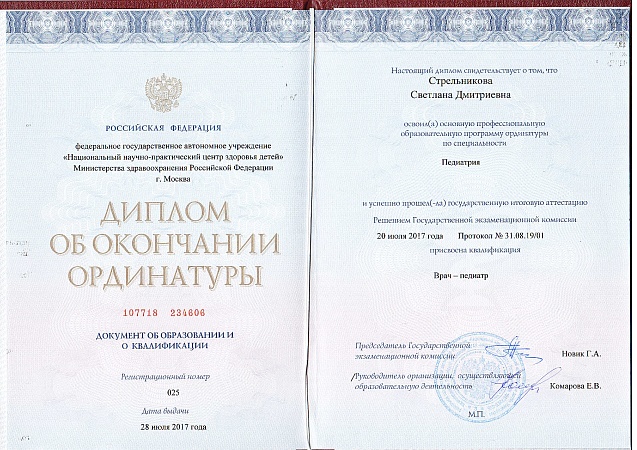 РОССИЙСКАЯ ФЕДЕРАЦИЯ
федеральное государственное автономное учреждение
«Национальный научно-практический центр здоровья детей»
Министерства здравоохранения Российской Федерации
г. Москва
ДИПЛОМ
ОБ ОКОНЧАНИИ
ОРДИНАТУРЫ
107718 234606
ДОКУМЕНТ ОБ ОБРАЗОВАНИИ И
О КВАЛИФИКАЦИИ
Регистрационный номер
025
Дата выдачи
28 июля 2017 года
Настоящий диплом свидетельствует о том, что
Стрельникова
Светлана Дмитриевна
освоил(а) основную профессиональную
образовательную программу ординатуры
по специальности
Педиатрия
и успешно прошел(-ла) государственную итоговую аттестацию
Решением Государственной экзаменационной комиссии
20 июля 2017 года Протокол № 31.08.19/01
присвоена квалификация
Врач – педиатр
Председатель Государственной
экзаменационной комиссии Новик Г.А.
Руководитель организации, осуществляющей
образовательную деятельность Комарова Е.В.
М.П.